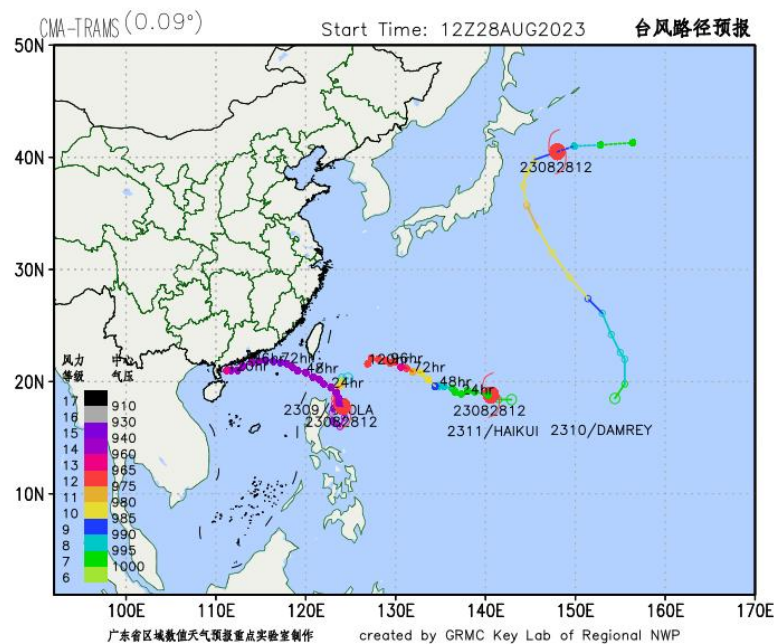 CMA-TRAMS(0.09°) Start Time: 12Z28AUG2023 台风路径预报
50N
40N
23082812
30N
20N
120hr 96hr 72hr 48hr 24hr
72hr 48hr 24hr
2309
23082812
23082812
2311/HAIKUI
2310/DAMREY
10N
风力 中心
等级 气压
17 910
16 930
15 940
14 960
13 965
12 975
11 980
10 985
9 990
8 995
7 1000
6
100E 110E 120E 130E 140E 150E 160E 170E
广东省区域数值天气预报重点实验室制作 created by GRMC Key Lab of Regional NWP